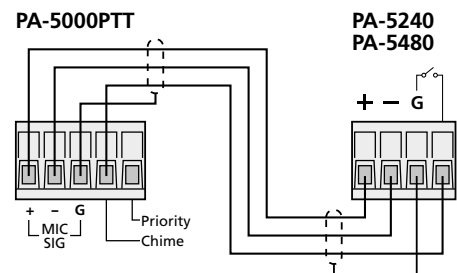 PA-5000PTT
PA-5240
PA-5480
+ − G
+ − G
MIC
SIG
Priority
Chime